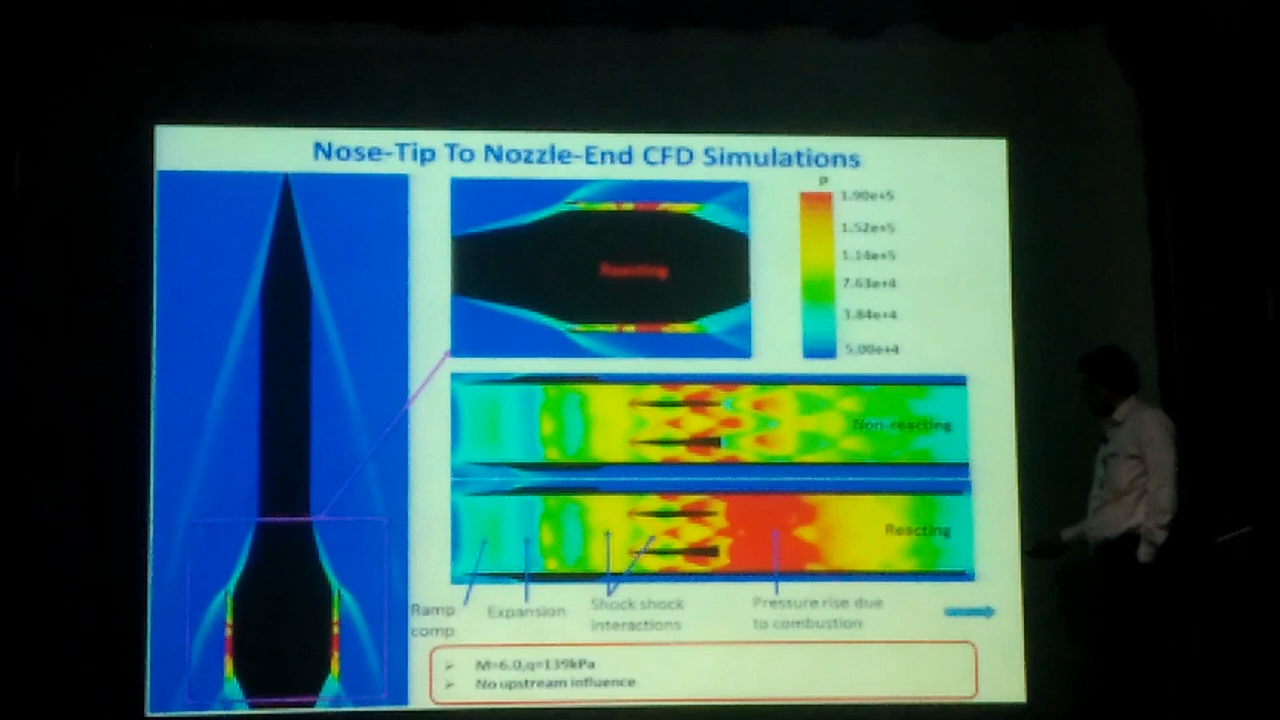 Nose-Tip To Nozzle-End CFD Simulations
P
1.90e+5
1.52e+5
1.14e+5
7.63e+4
3.84e+4
5.00e+4
Reacting
Non-reacting
Reacting
Ramp
comp
Expansion
Shock shock
interactions
Pressure rise due
to combustion
M=6.0,q=139kPa
No upstream influence